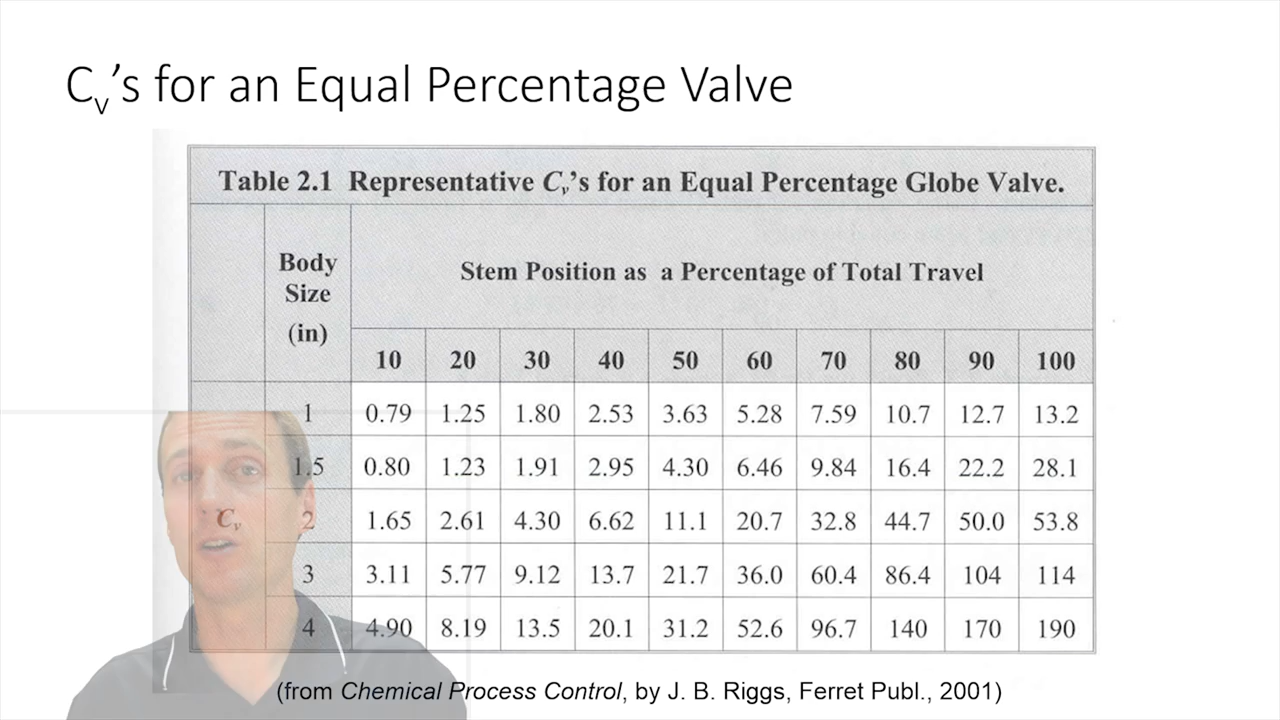 Cv's for an Equal Percentage Valve
Table 2.1 Representative Cv's for an Equal Percentage Globe Valve.
Body
Size
(in)
Stem Position as a Percentage of Total Travel
10 20 30 40 50 60 70 80 90 100
1 0.79 1.25 1.80 2.53 3.63 5.28 7.59 10.7 12.7 13.2
1.5 0.80 1.23 1.91 2.95 4.30 6.46 9.84 16.4 22.2 28.1
Cv 2 1.65 2.61 4.30 6.62 11.1 20.7 32.8 44.7 50.0 53.8
3 3.11 5.77 9.12 13.7 21.7 36.0 60.4 86.4 104 114
4 4.90 8.19 13.5 20.1 31.2 52.6 96.7 140 170 190
(from Chemical Process Control, by J. B. Riggs, Ferret Publ., 2001)